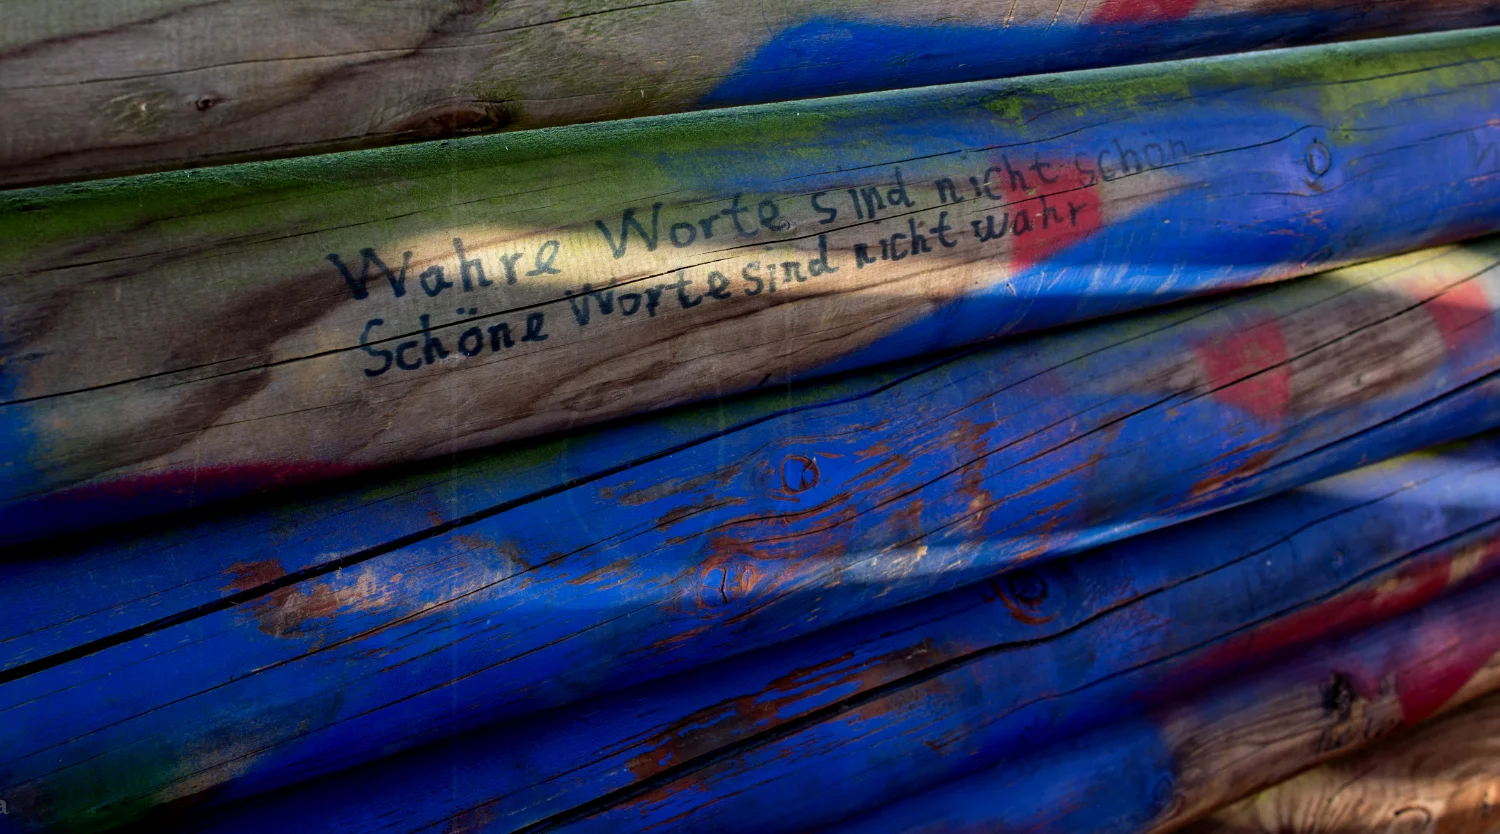 Wahre Worte sind nicht schön
Schöne Worte sind nicht wahr